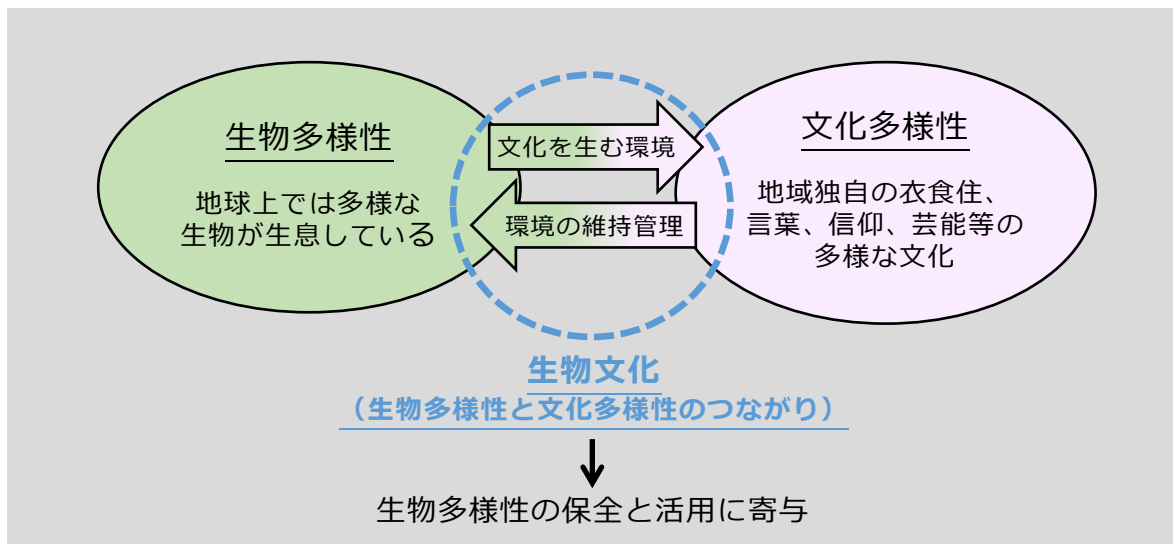 生物多様性
地球上では多様な
生物が生息している
文化を生む環境
環境の維持管理
文化多様性
地域独自の衣食住、
言葉、信仰、芸能等の
多様な文化
生物文化
（生物多様性と文化多様性のつながり）
生物多様性の保全と活用に寄与